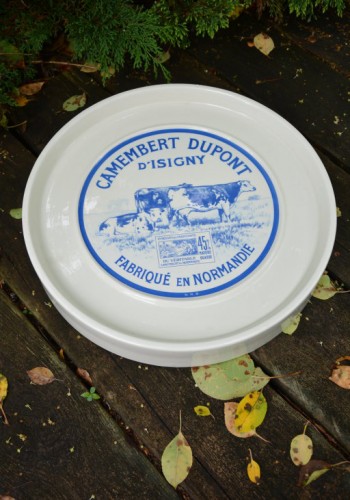 CAMEMBERT DUPONT
D'ISIGNY
45%
FABRIQUÉ EN NORMANDIE